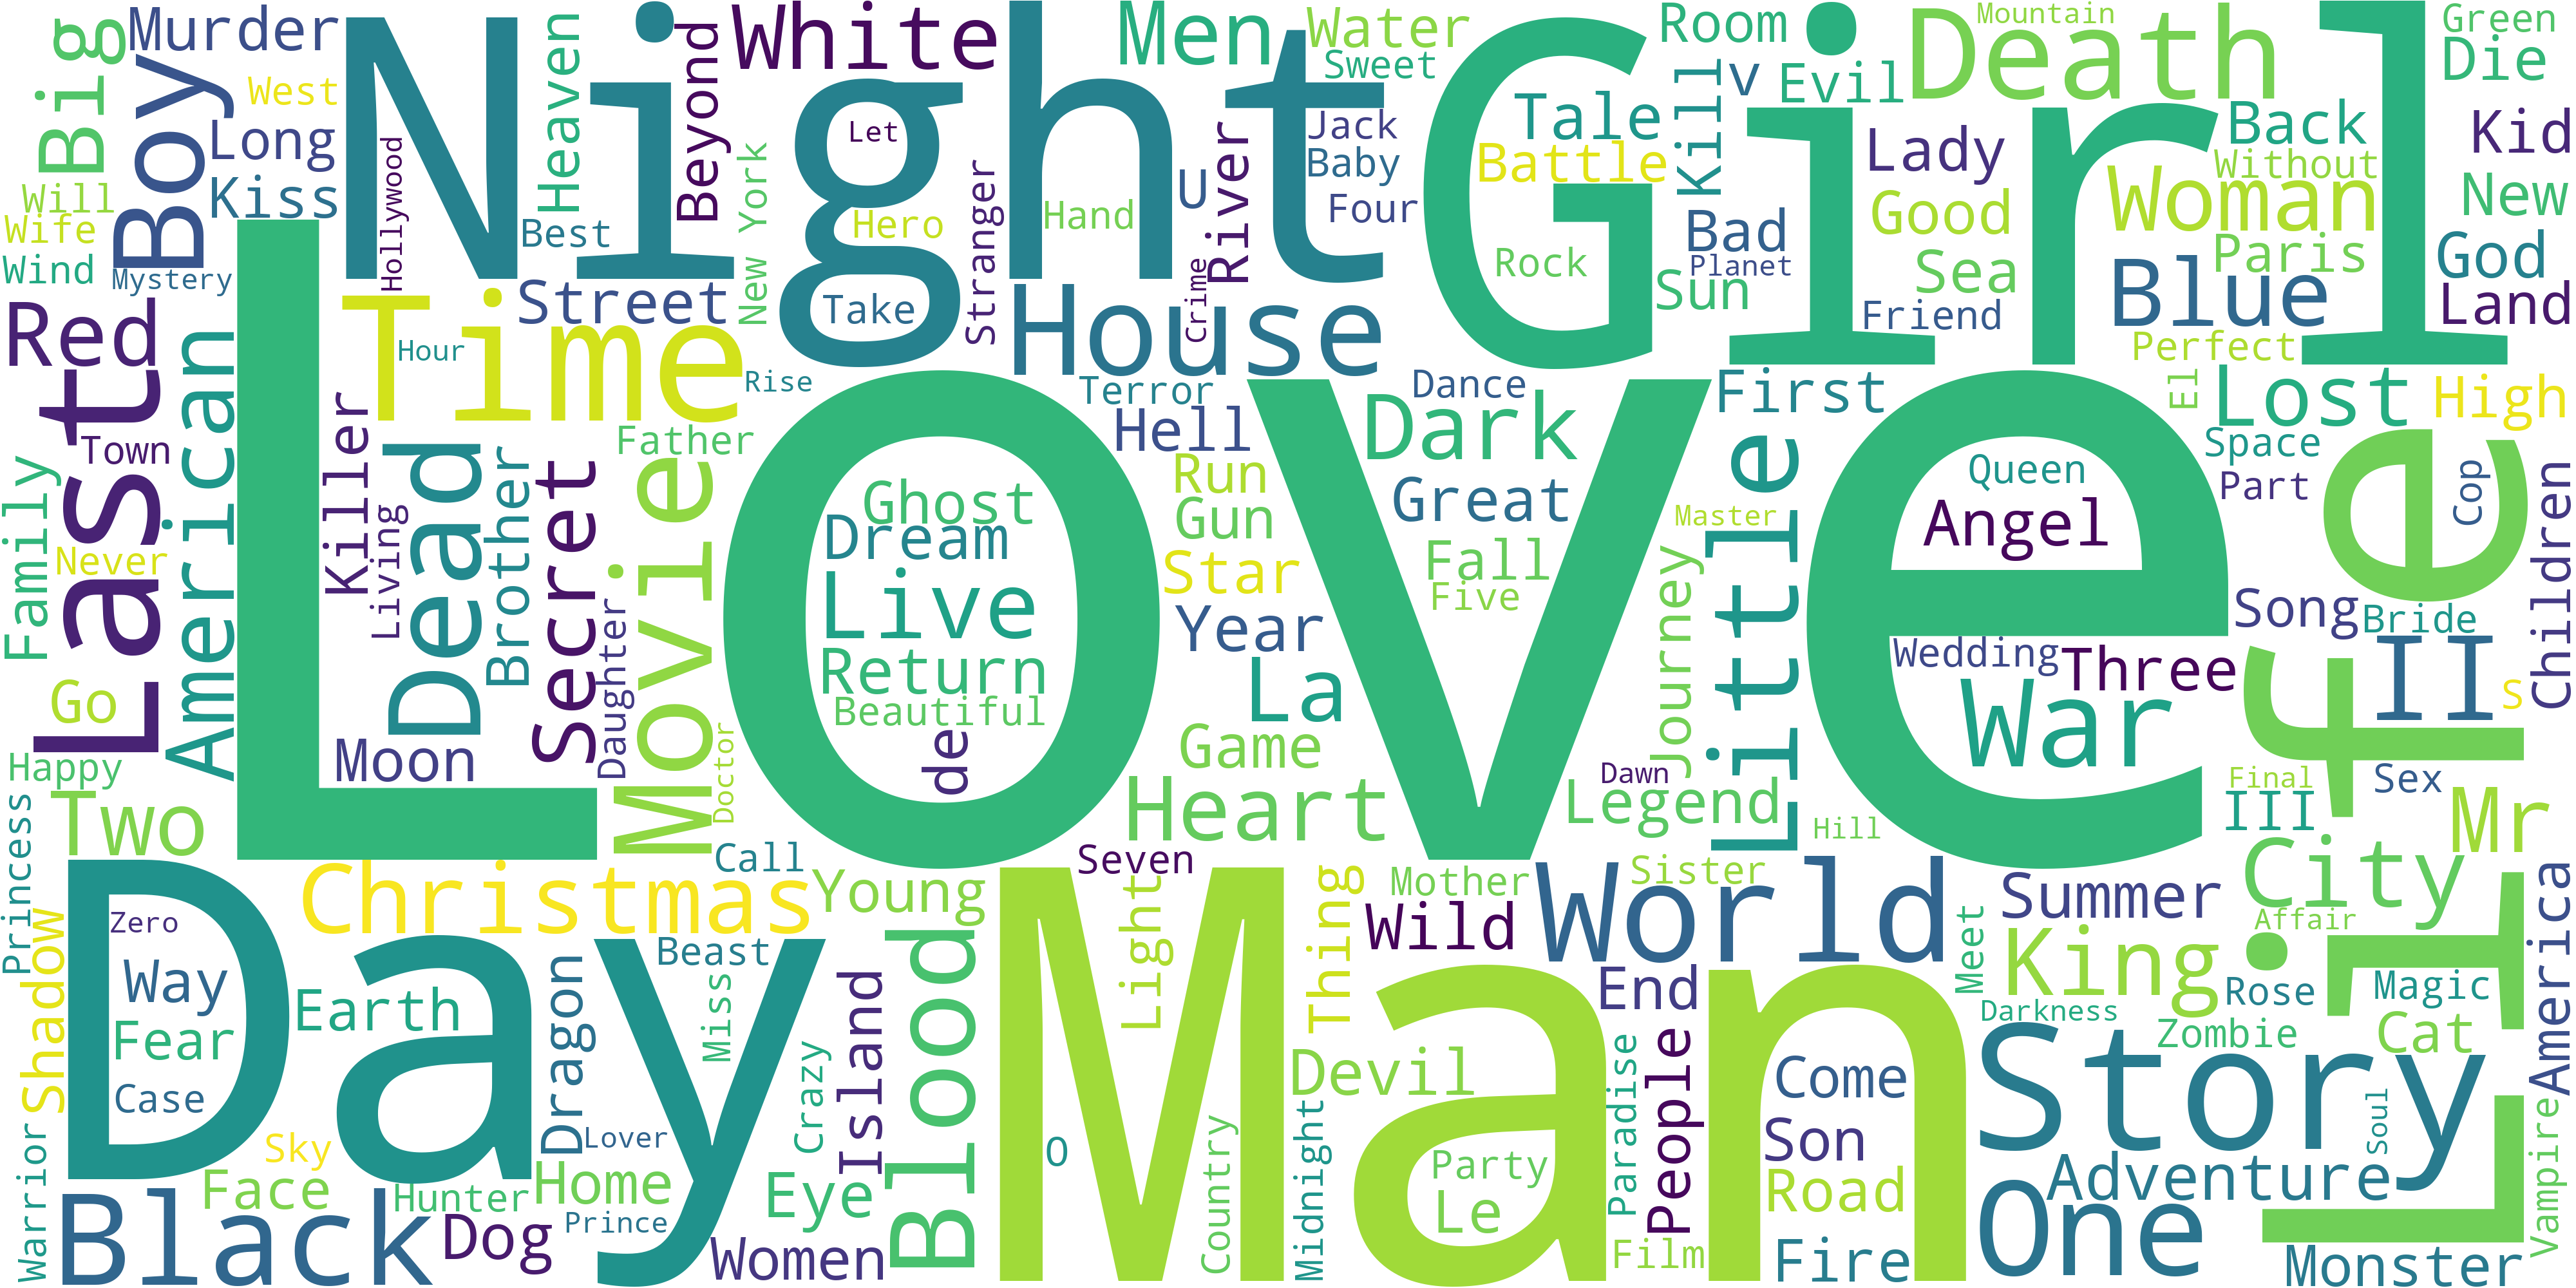 Love
Night
Girl
Man
Day
Life
Time
House
Story
World
Last
Movie
Dead
Little
Black
Blood
Christmas
American
Secret
War
One
Boy
Big
Murder
West
Long
Kiss
Will
Wife
Wind
Mystery
Hollywood
Heaven
Best
Beyond
White
New York
Let
Hero
Take
Stranger
Hand
Men
Water
Sweet
Jack
Baby
Four
U
River
Crime
Room
v
Evil
Tale
Battle
Kill
Rock
Bad
Planet
Sun
Death
Mountain
Green
Die
Lady
Good
Sea
Friend
Woman
Back
Without
Paris
Blue
Perfect
Kid
New
God
Land
Red
Street
Hour
Rise
Town
Family
Never
Killer
Living
Brother
Father
Daughter
Doctor
Go
Happy
Moon
Two
Princess
Terror
Hell
Run
Gun
Star
Year
La
Game
Heart
Seven
Ghost
Dream
Live
Return
Beautiful
de
Dance
Dark
Great
Fall
Five
First
Master
Journey
Legend
Dawn
Hill
Queen
Angel
Wedding
Three
El
Lost
High
Space
Part
Cop
Children
Song
Bride
II
S
Final
Sex
III
Mr
City
Call
Young
Zero
Way
Fear
Case
Shadow
Earth
Beast
Miss
Dragon
Lover
Crazy
Island
Sky
Face
Hunter
Home
Prince
Dog
Warrior
Eye
Women
O
Light
Thing
Mother
Wild
Sister
Devil
Country
Midnight
Party
Le
Paradise
People
Film
End
Come
Son
Road
Fire
Summer
King
Meet
Darkness
Affair
Rose
Zombie
Magic
Cat
America
Soul
Vampire
Adventure
Monster